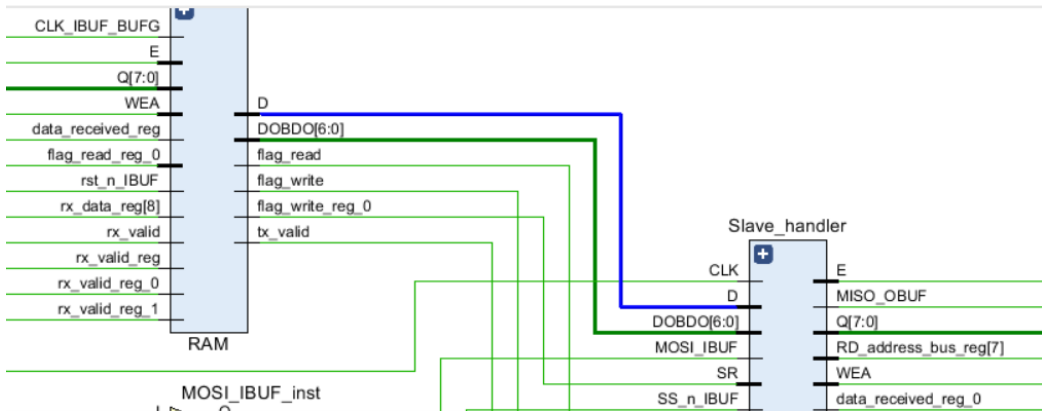 CLK_IBUF_BUFG
E
Q[7:0]
WEA
data_received_reg
flag_read_reg_0
rst_n_IBUF
rx_data_reg[8]
rx_valid
rx_valid_reg
rx_valid_reg_0
rx_valid_reg_1
D
DOBDO[6:0]
flag_read
flag_write
flag_write_reg_0
tx_valid
RAM
MOSI_IBUF_inst
Slave_handler
CLK
D
DOBDO[6:0]
MOSI_IBUF
SR
SS_n_IBUF
E
MISO_OBUF
Q[7:0]
RD_address_bus_reg[7]
WEA
data_received_reg_0